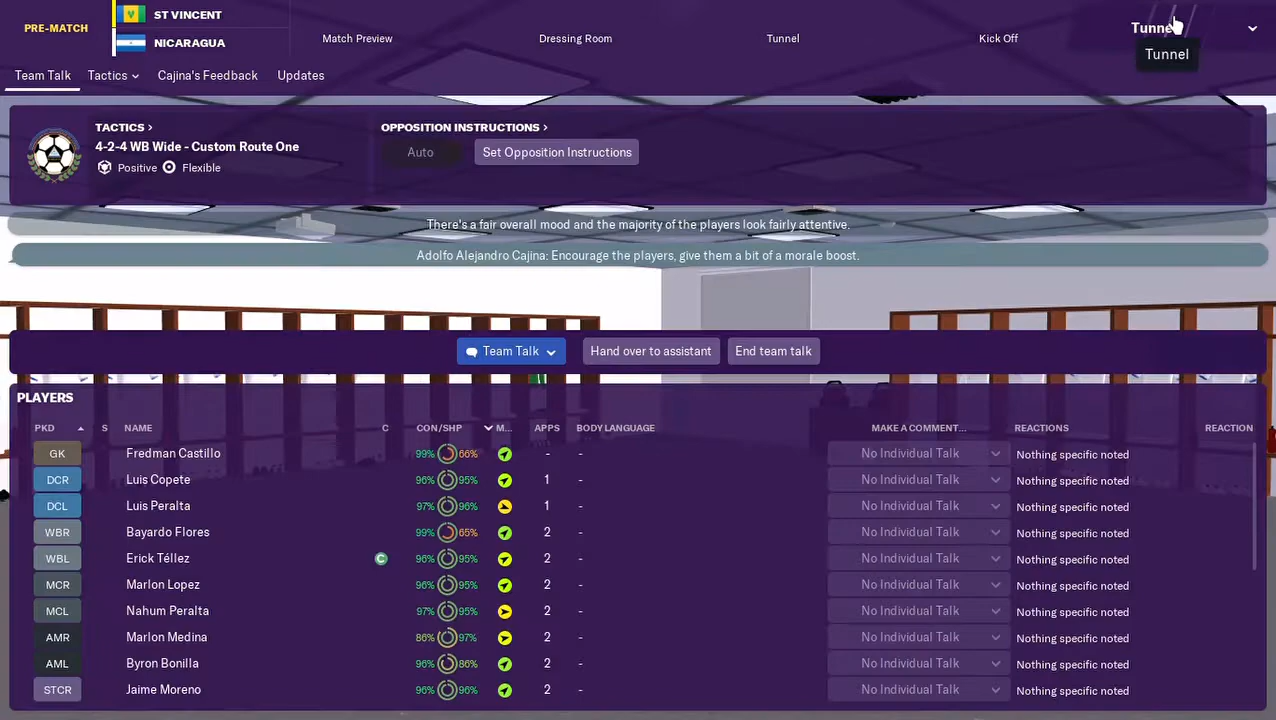 PRE-MATCH
ST VINCENT
NICARAGUA
Match Preview
Dressing Room
Tunnel
Kick Off
Tunnel
Team Talk
Tactics
Cajina's Feedback
Updates
TACTICS >
4-2-4 WB Wide - Custom Route One
Positive
Flexible
OPPOSITION INSTRUCTIONS >
Auto
Set Opposition Instructions
There's a fair overall mood and the majority of the players look fairly attentive.
Adolfo Alejandro Cajina: Encourage the players, give them a bit of a morale boost.
Team Talk
Hand over to assistant
End team talk
PLAYERS
PKD S NAME C CON/SHP M... APPS BODY LANGUAGE MAKE A COMMENT... REACTIONS REACTION
GK Fredman Castillo 99% 66% - - No Individual Talk Nothing specific noted
DCR Luis Copete 96% 95% 1 - No Individual Talk Nothing specific noted
DCL Luis Peralta 97% 96% 1 - No Individual Talk Nothing specific noted
WBR Bayardo Flores 99% 65% 2 - No Individual Talk Nothing specific noted
WBL Erick Téllez C 96% 95% 2 - No Individual Talk Nothing specific noted
MCR Marlon Lopez 96% 95% 2 - No Individual Talk Nothing specific noted
MCL Nahum Peralta 97% 95% 2 - No Individual Talk Nothing specific noted
AMR Marlon Medina 86% 97% 2 - No Individual Talk Nothing specific noted
AML Byron Bonilla 96% 86% 2 - No Individual Talk Nothing specific noted
STCR Jaime Moreno 96% 96% 2 - No Individual Talk Nothing specific noted